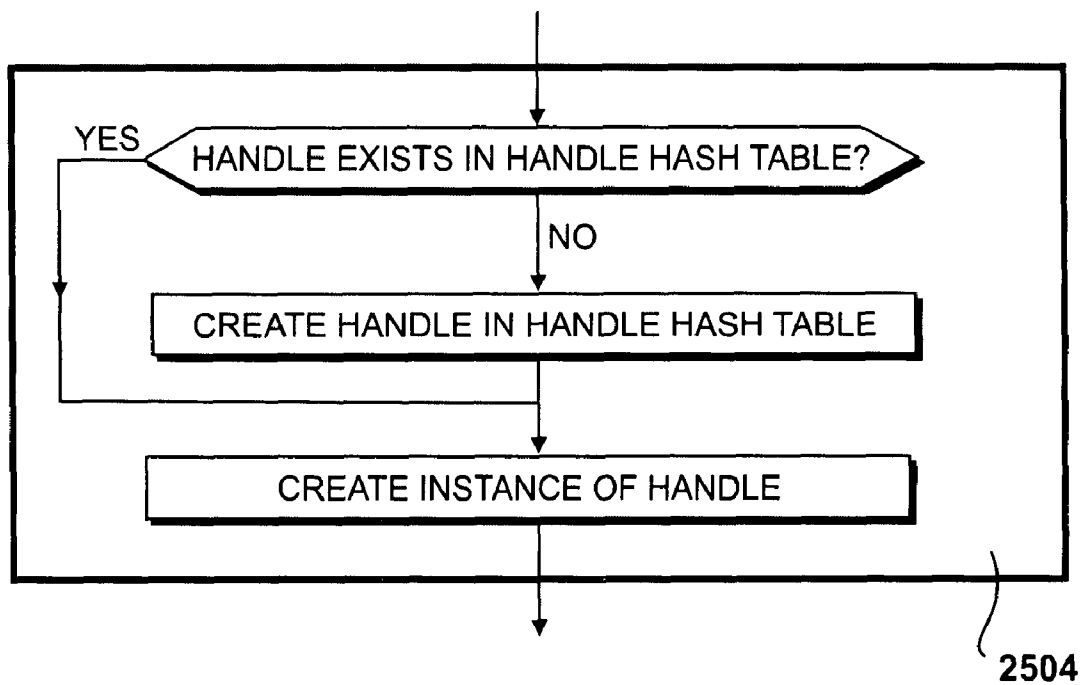 YES
HANDLE EXISTS IN HANDLE HASH TABLE?
NO
CREATE HANDLE IN HANDLE HASH TABLE
CREATE INSTANCE OF HANDLE
2504